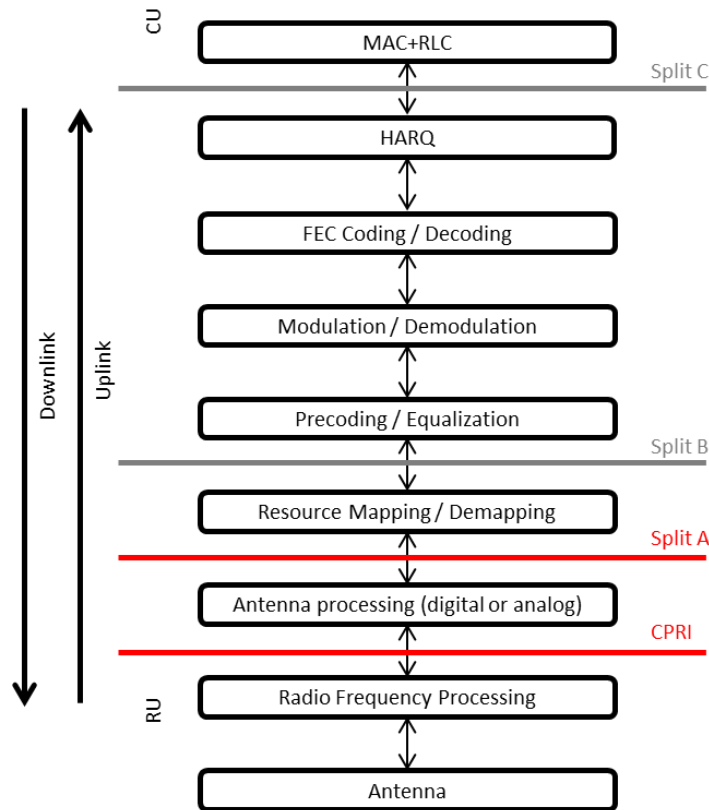 CU
MAC+RLC
Split C
HARQ
FEC Coding / Decoding
Modulation / Demodulation
Downlink
Uplink
Precoding / Equalization
Split B
Resource Mapping / Demapping
Split A
Antenna processing (digital or analog)
CPRI
Radio Frequency Processing
RU
Antenna